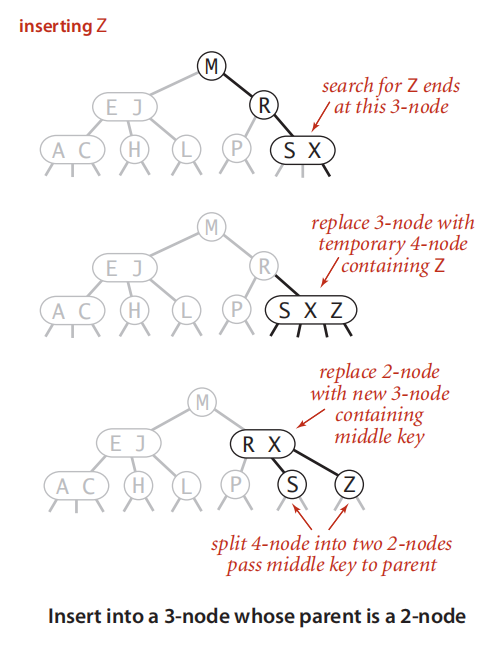 inserting Z
M
E J
R
search for Z ends
at this 3-node
A C
H
L
P
S X
M
E J
R
replace 3-node with
temporary 4-node
containing Z
A C
H
L
P
S X Z
replace 2-node
with new 3-node
containing
middle key
M
E J
R X
A C
H
L
P
S
Z
split 4-node into two 2-nodes
pass middle key to parent
Insert into a 3-node whose parent is a 2-node